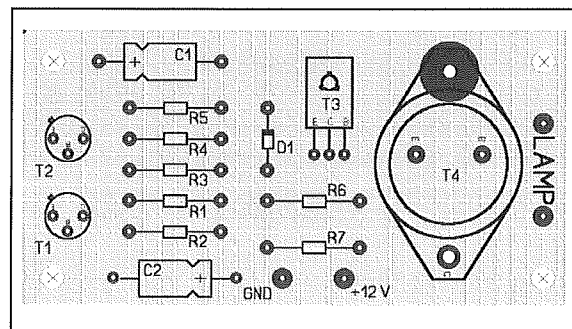 + C1
R5
R4
R3
R1
R2
T2
T1
+ C2
D1
T3
E C B
R6
R7
T4
LAMP
GND
+12 V